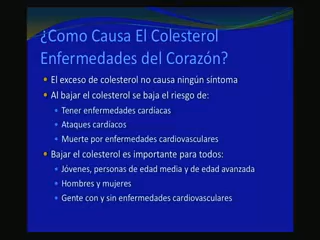 ¿Como Causa El Colesterol
Enfermedades del Corazón?
El exceso de colesterol no causa ningún síntoma
Al bajar el colesterol se baja el riesgo de:
Tener enfermedades cardíacas
Ataques cardíacos
Muerte por enfermedades cardiovasculares
Bajar el colesterol es importante para todos:
Jóvenes, personas de edad media y de edad avanzada
Hombres y mujeres
Gente con y sin enfermedades cardiovasculares